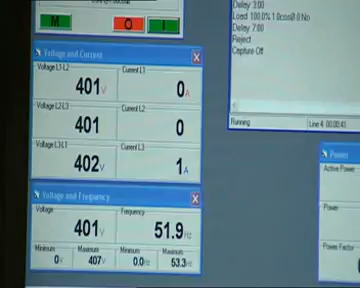 M
O
I
Delay 3:00
Load 100.0% 1.0cosØ.0 No
Delay 7:00
Reject
Capture Off
Running
Line 4 00:00:43
Voltage and Current
Voltage L1-L2
Current L1
401 V
0 A
Voltage L2-L3
Current L2
401
0
Voltage L3-L1
Current L3
402 V
1 A
Voltage and Frequency
Voltage
Frequency
401 V
51.9 Hz
Minimum
Maximum
Minimum
Maximum
0 V
407 V
0.0 Hz
53.3 Hz
Power
Active Power
Power
Power Factor